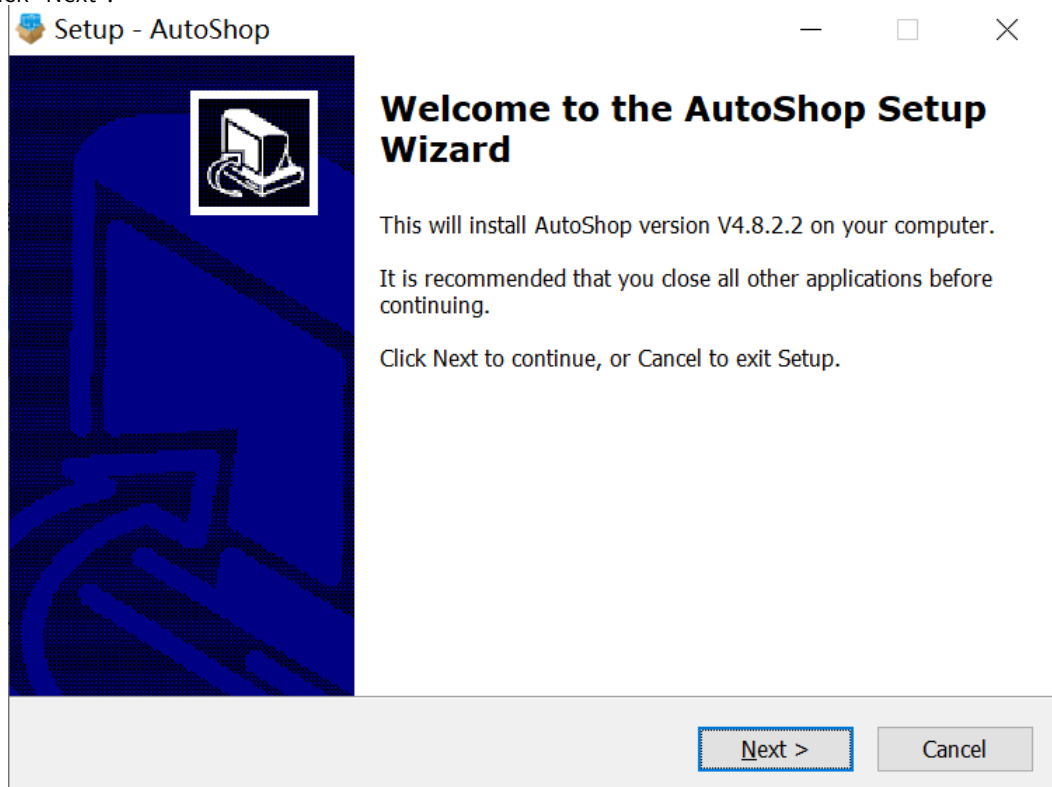 Setup - AutoShop
Welcome to the AutoShop Setup
Wizard
This will install AutoShop version V4.8.2.2 on your computer.
It is recommended that you close all other applications before
continuing.
Click Next to continue, or Cancel to exit Setup.
Next >
Cancel